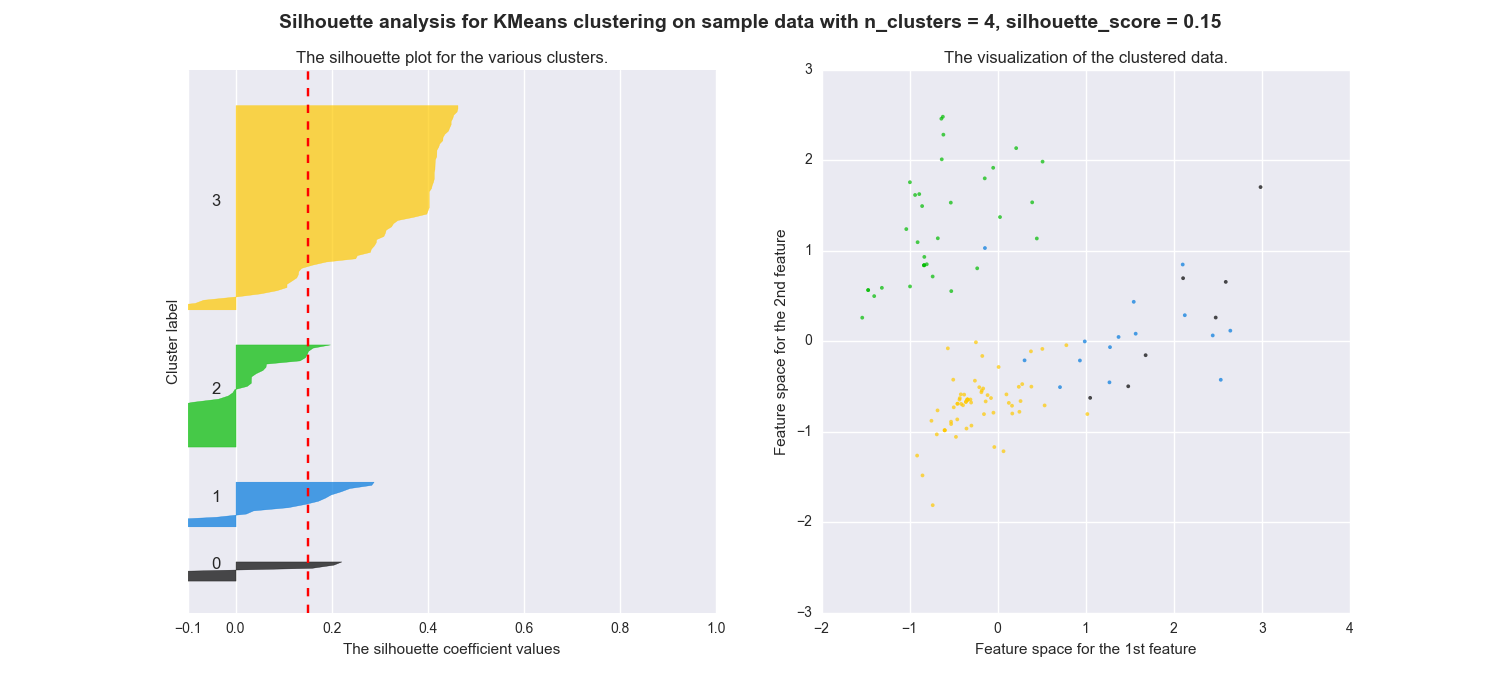 Silhouette analysis for KMeans clustering on sample data with n_clusters = 4, silhouette_score = 0.15
The silhouette plot for the various clusters.
3
2
1
0
Cluster label
−0.1 0.0 0.2 0.4 0.6 0.8 1.0
The silhouette coefficient values
The visualization of the clustered data.
3
2
1
0
−1
−2
−3
Feature space for the 2nd feature
−2 −1 0 1 2 3 4
Feature space for the 1st feature